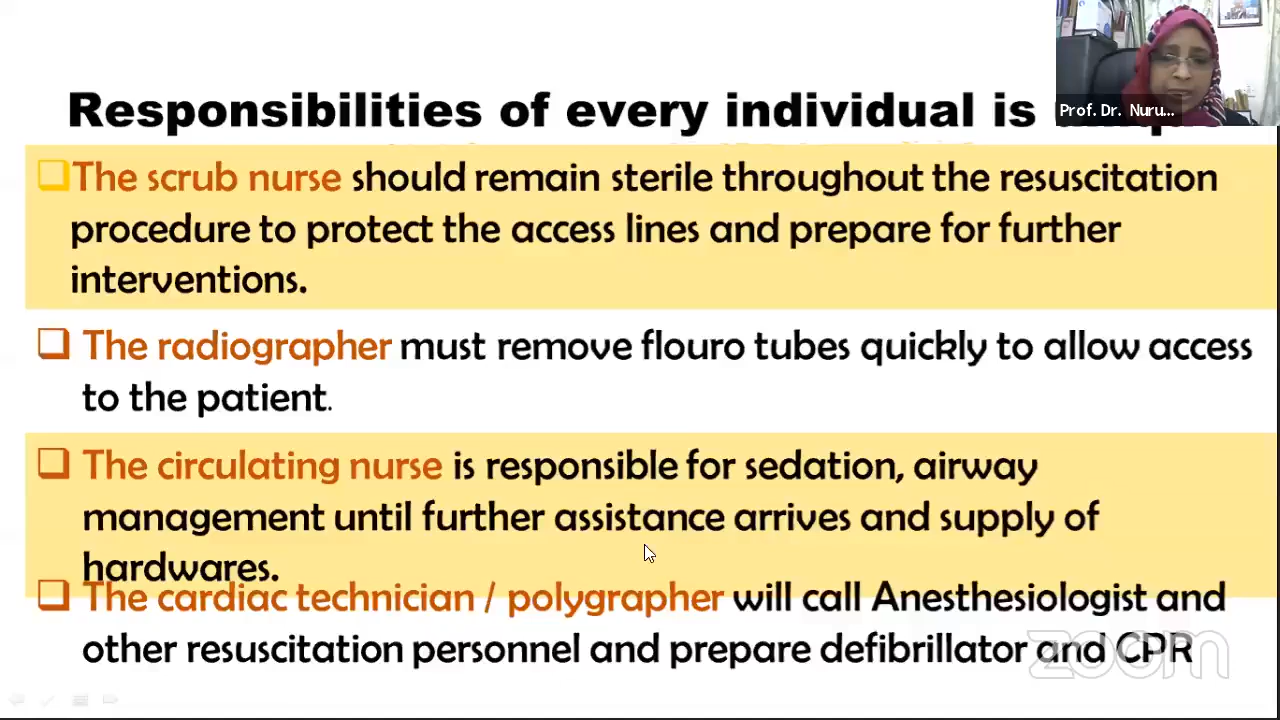 Responsibilities of every individual is
Prof. Dr. Nuru...
The scrub nurse should remain sterile throughout the resuscitation
procedure to protect the access lines and prepare for further
interventions.
The radiographer must remove flouro tubes quickly to allow access
to the patient.
The circulating nurse is responsible for sedation, airway
management until further assistance arrives and supply of
hardwares.
The cardiac technician / polygrapher will call Anesthesiologist and
other resuscitation personnel and prepare defibrillator and CPR
zoom